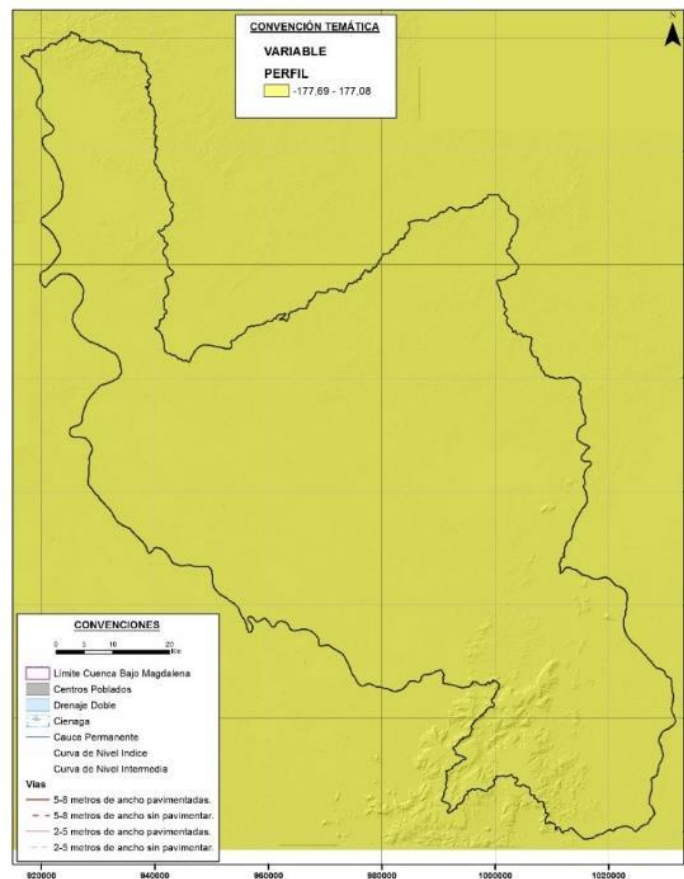 CONVENCIÓN TEMÁTICA
VARIABLE
PERFIL
-177,69 - 177,08
N
CONVENCIONES
0 5 10 20
Km
Límite Cuenca Bajo Magdalena
Centros Poblados
Drenaje Doble
Cienaga
Cauce Permanente
Curva de Nivel Indice
Curva de Nivel Intermedia
Vias
5-8 metros de ancho pavimentadas.
5-8 metros de ancho sin pavimentar.
2-5 metros de ancho pavimentadas.
2-5 metros de ancho sin pavimentar.
920000 940000 960000 980000 1000000 1020000